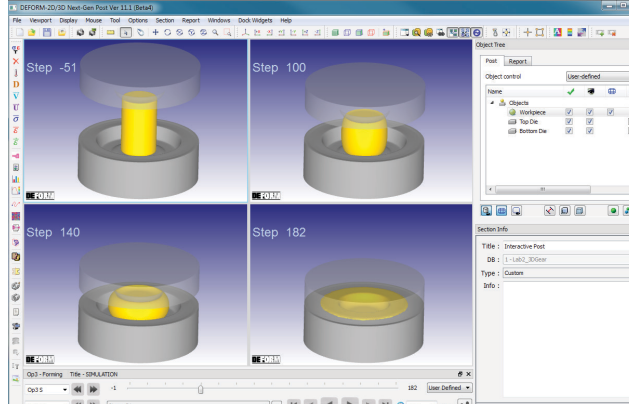 DEFORM-2D/3D Next-Gen Post Ver 11.1 (Beta4)
File Viewport Display Mouse Tool Options Section Report Windows Dock Widgets Help
Step -51
Step 100
Step 140
Step 182
Object Tree
Post Report
Object control User-defined
Name
Objects
Workpiece
Top Die
Bottom Die
Section Info
Title : Interactive Post
DB : 1 - Lab2_3DGear
Type : Custom
Info :
Op3 - Forming Title - SIMULATION
Op3 S -1 182 User Defined